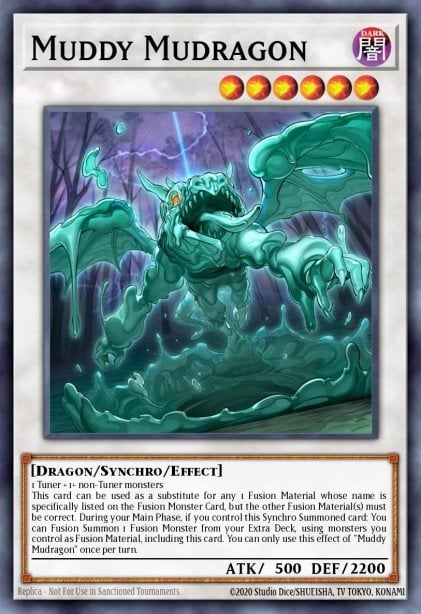 MUDDY MUDRAGON
DARK
闇
[DRAGON/SYNCHRO/EFFECT]
1 Tuner + 1+ non-Tuner monsters
This card can be used as a substitute for any 1 Fusion Material whose name is
specifically listed on the Fusion Monster Card, but the other Fusion Material(s) must
be correct. During your Main Phase, if you control this Synchro Summoned card: You
can Fusion Summon 1 Fusion Monster from your Extra Deck, using monsters you
control as Fusion Material, including this card. You can only use this effect of "Muddy
Mudragon" once per turn.
ATK/ 500 DEF/2200
Replica - Not For Use in Sanctioned Tournaments.
©2020 Studio Dice/SHUEISHA, TV TOKYO, KONAMI